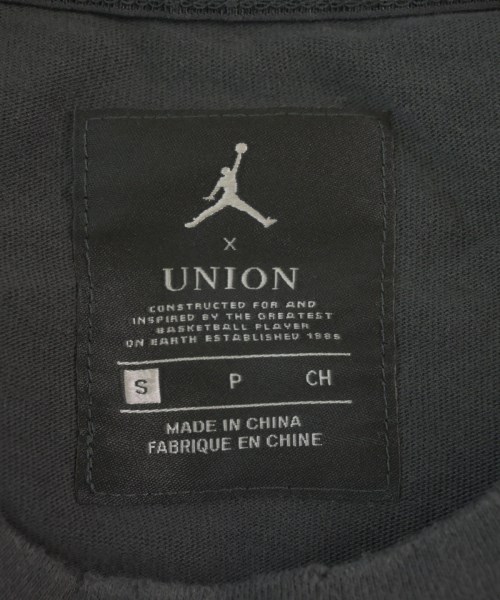 X
UNION
CONSTRUCTED FOR AND
INSPIRED BY THE GREATEST
BASKETBALL PLAYER
ON EARTH ESTABLISHED 1985
S P CH
MADE IN CHINA
FABRIQUE EN CHINE